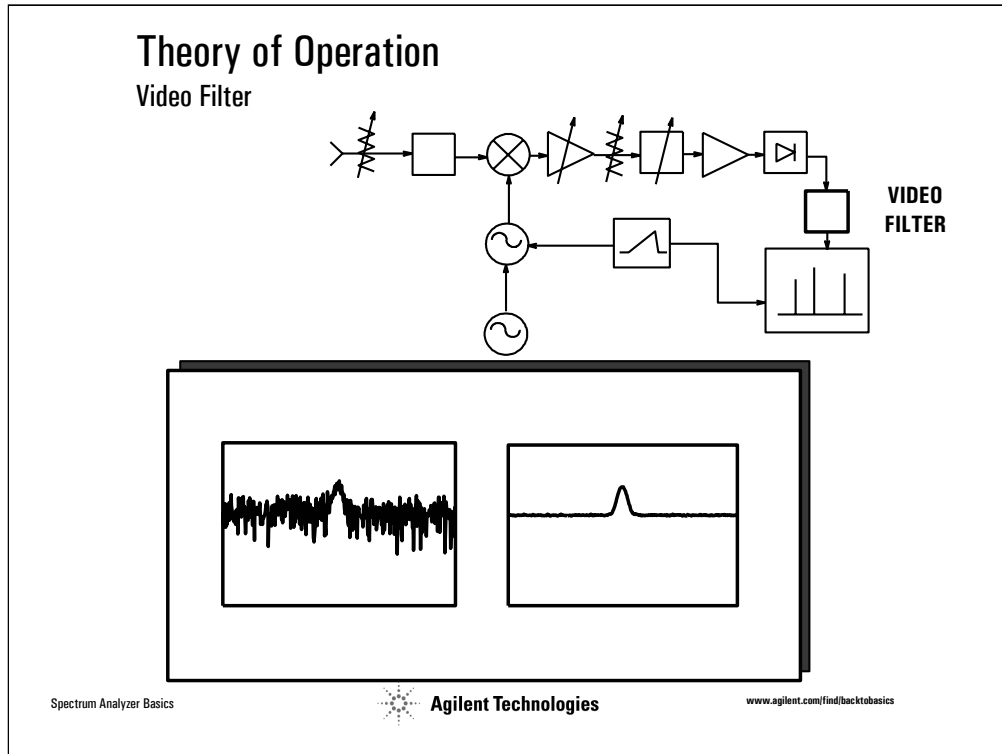 Theory of Operation
Video Filter
VIDEO
FILTER
Spectrum Analyzer Basics
Agilent Technologies
www.agilent.com/find/backtobasics